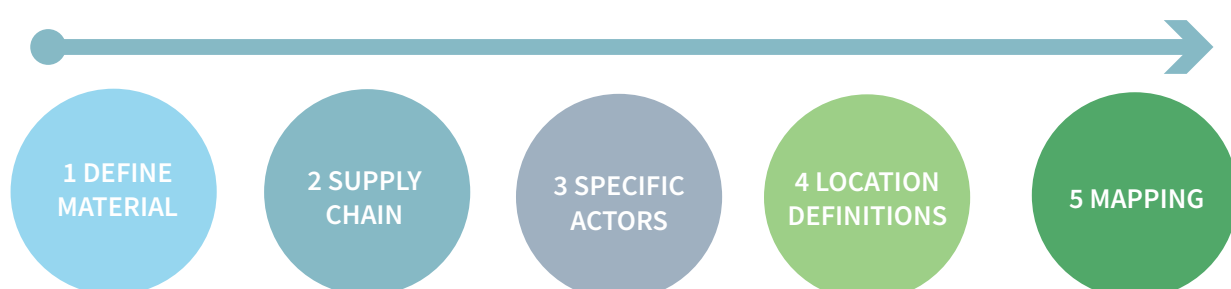 1 DEFINE
MATERIAL
2 SUPPLY
CHAIN
3 SPECIFIC
ACTORS
4 LOCATION
DEFINITIONS
5 MAPPING